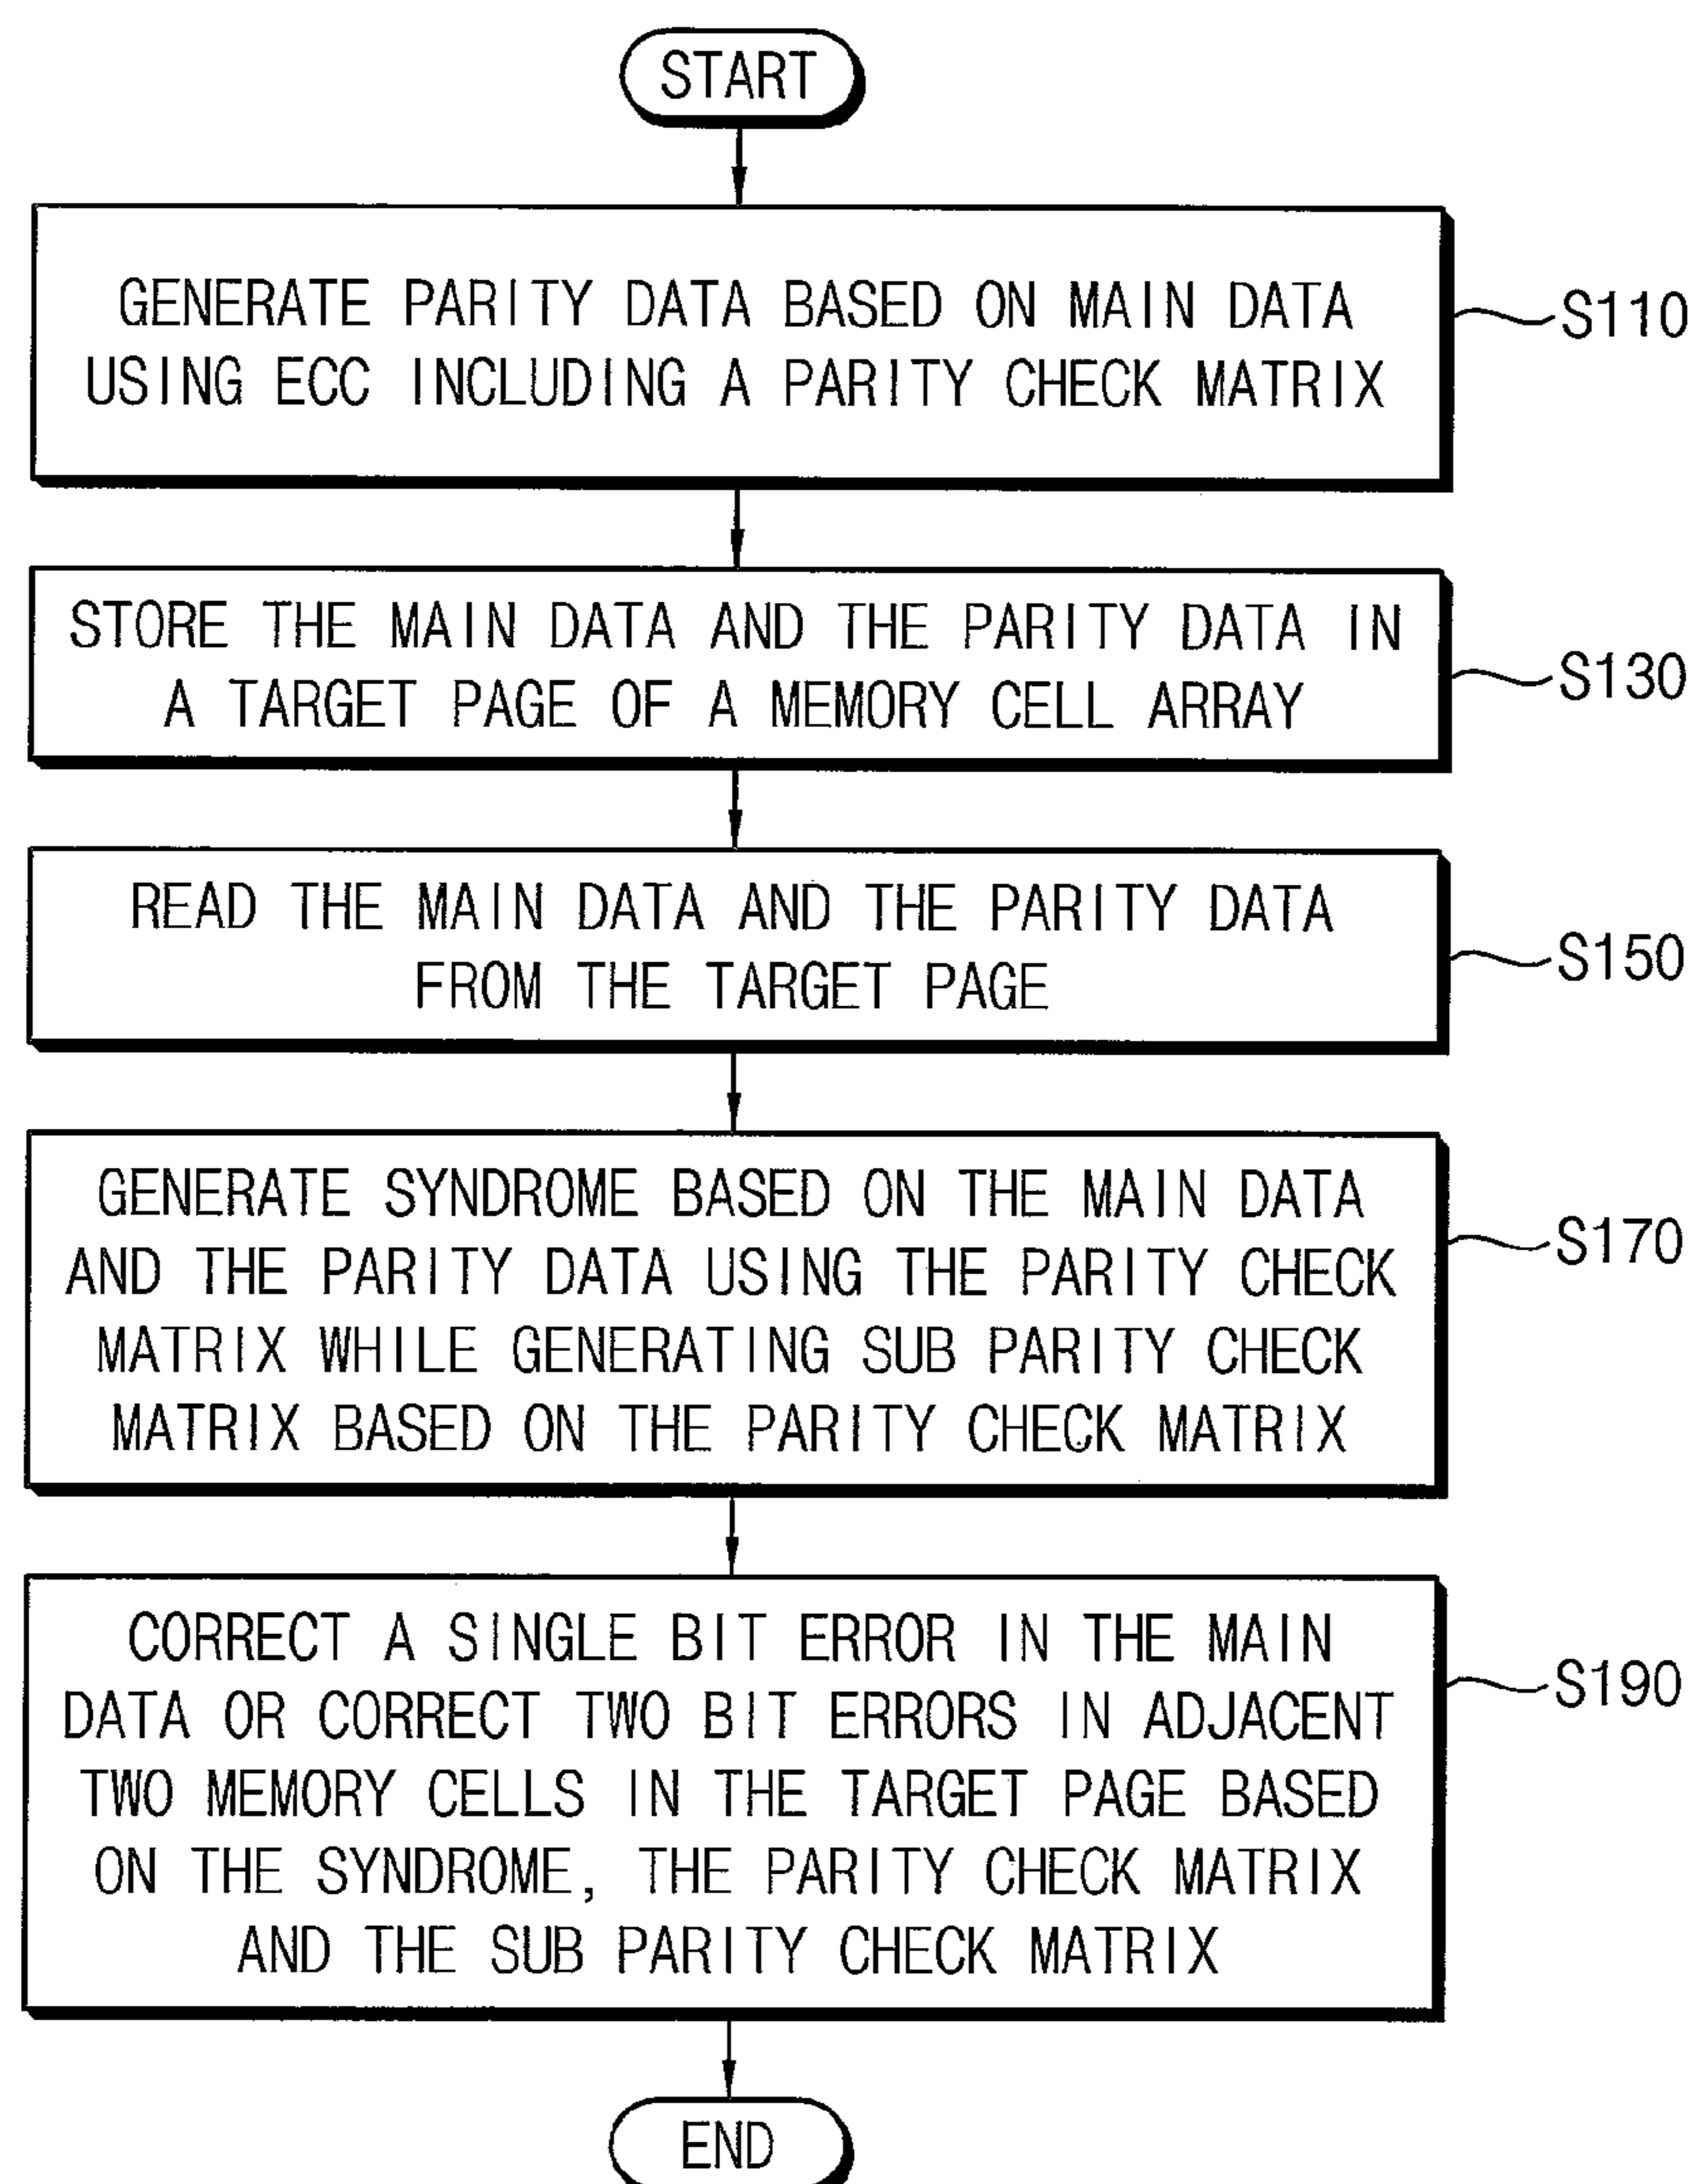 START
GENERATE PARITY DATA BASED ON MAIN DATA
USING ECC INCLUDING A PARITY CHECK MATRIX
S110
STORE THE MAIN DATA AND THE PARITY DATA IN
A TARGET PAGE OF A MEMORY CELL ARRAY
S130
READ THE MAIN DATA AND THE PARITY DATA
FROM THE TARGET PAGE
S150
GENERATE SYNDROME BASED ON THE MAIN DATA
AND THE PARITY DATA USING THE PARITY CHECK
MATRIX WHILE GENERATING SUB PARITY CHECK
MATRIX BASED ON THE PARITY CHECK MATRIX
S170
CORRECT A SINGLE BIT ERROR IN THE MAIN
DATA OR CORRECT TWO BIT ERRORS IN ADJACENT
TWO MEMORY CELLS IN THE TARGET PAGE BASED
ON THE SYNDROME, THE PARITY CHECK MATRIX
AND THE SUB PARITY CHECK MATRIX
S190
END